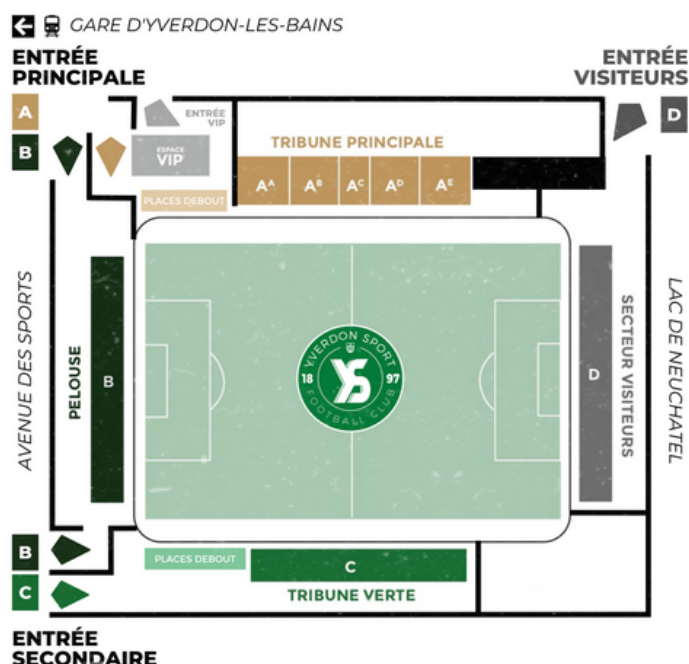 GARE D'YVERDON-LES-BAINS
ENTRÉE
PRINCIPALE
ENTRÉE
VISITEURS
A
B
D
ENTRÉE
VIP
ESPACE
VIP
TRIBUNE PRINCIPALE
Aᴬ Aᴮ Aᶜ Aᴰ Aᴱ
PLACES DEBOUT
AVENUE DES SPORTS
PELOUSE
B
YVERDON SPORT
18 YS 97
FOOTBALL CLUB
D
SECTEUR VISITEURS
LAC DE NEUCHATEL
B
C
PLACES DEBOUT
C
TRIBUNE VERTE
ENTRÉE
SECONDAIRE